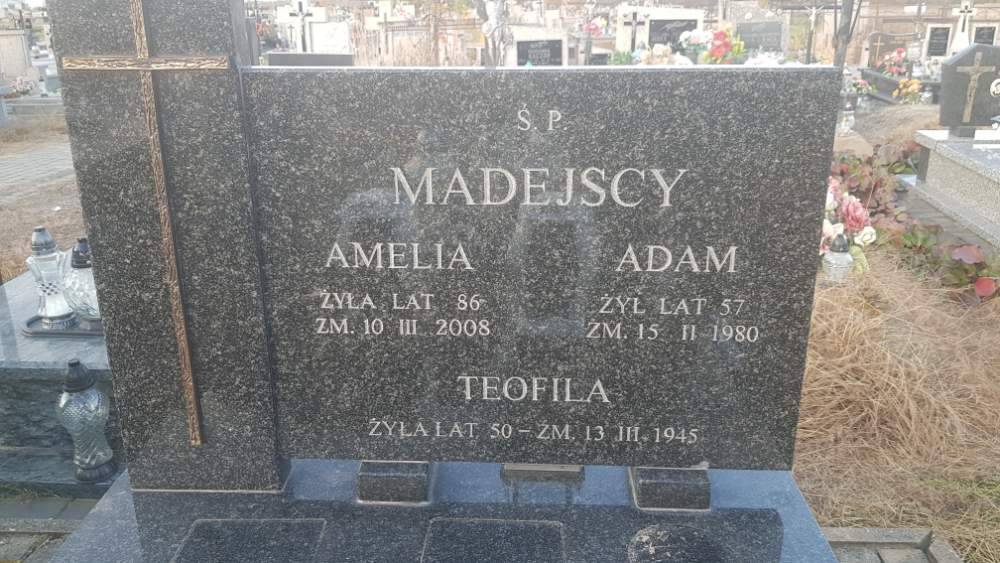 Ś. P.
MADEJSCY
AMELIA
ŻYŁA LAT 86
ZM. 10 III 2008
ADAM
ŻYŁ LAT 57
ZM. 15 II 1980
TEOFILA
ŻYŁA LAT 50 – ZM. 13 III 1945